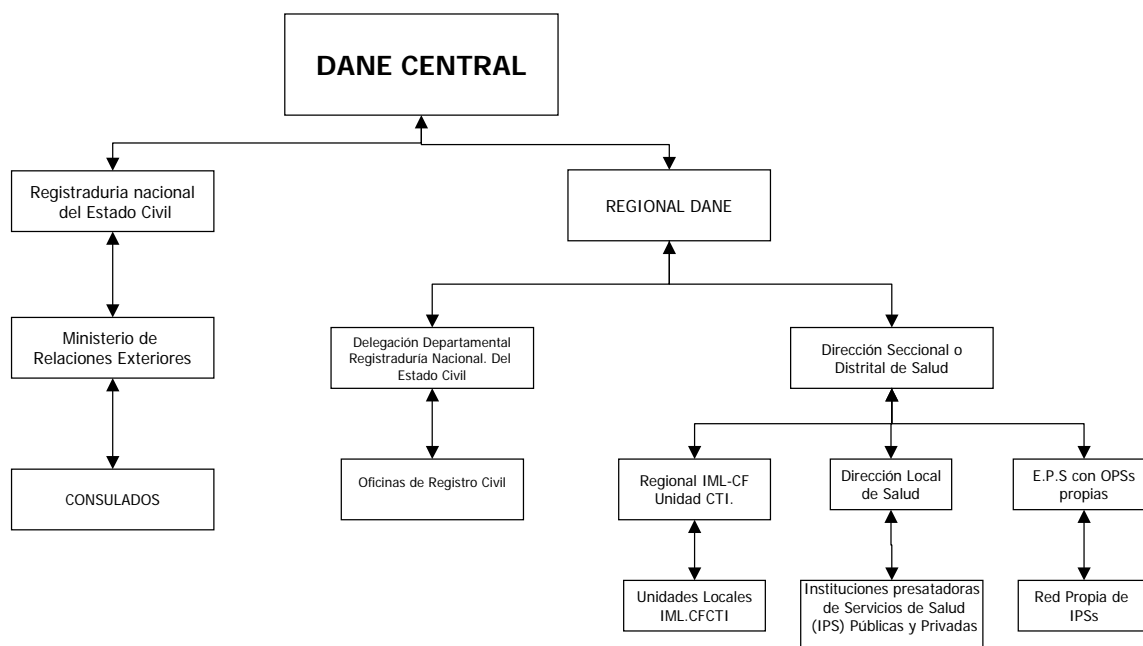 DANE CENTRAL
Registraduria nacional
del Estado Civil
REGIONAL DANE
Ministerio de
Relaciones Exteriores
Delegación Departamental
Registraduría Nacional. Del
Estado Civil
Dirección Seccional o
Distrital de Salud
CONSULADOS
Oficinas de Registro Civil
Regional IML-CF
Unidad CTI.
Dirección Local
de Salud
E.P.S con OPSs
propias
Unidades Locales
IML.CFCTI
Instituciones presatadoras
de Servicios de Salud
(IPS) Públicas y Privadas
Red Propia de
IPSs